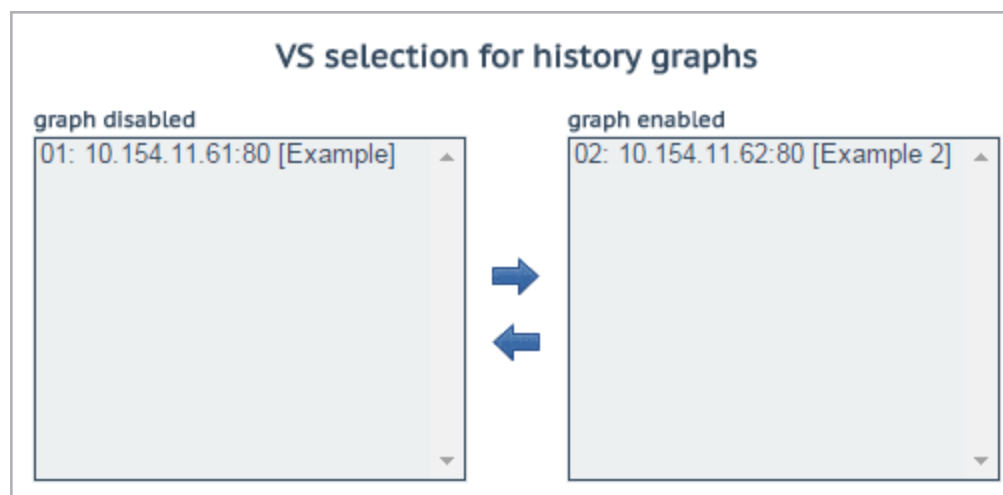 VS selection for history graphs
graph disabled
01: 10.154.11.61:80 [Example]
graph enabled
02: 10.154.11.62:80 [Example 2]